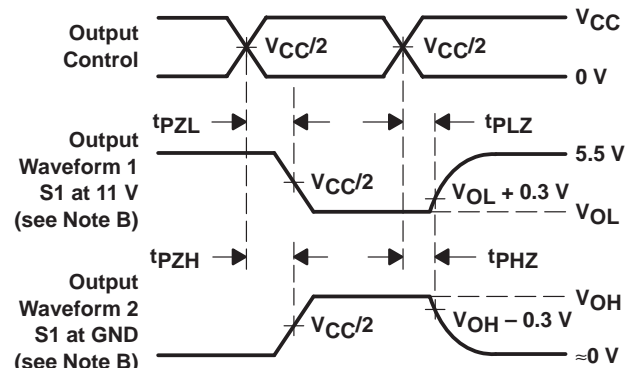 Output
Control
VCC/2
VCC/2
VCC
0 V
tPZL
tPLZ
Output
Waveform 1
S1 at 11 V
(see Note B)
VCC/2
VOL + 0.3 V
5.5 V
VOL
tPZH
tPHZ
Output
Waveform 2
S1 at GND
(see Note B)
VCC/2
VOH – 0.3 V
VOH
≈0 V